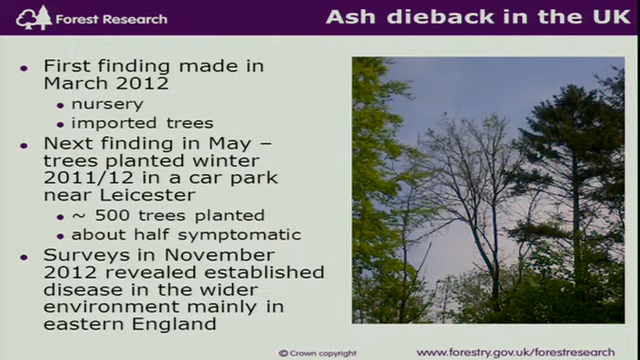 Forest Research
Ash dieback in the UK
• First finding made in
March 2012
• nursery
• imported trees
• Next finding in May –
trees planted winter
2011/12 in a car park
near Leicester
• ~ 500 trees planted
• about half symptomatic
• Surveys in November
2012 revealed established
disease in the wider
environment mainly in
eastern England
© Crown copyright
www.forestry.gov.uk/forestresearch